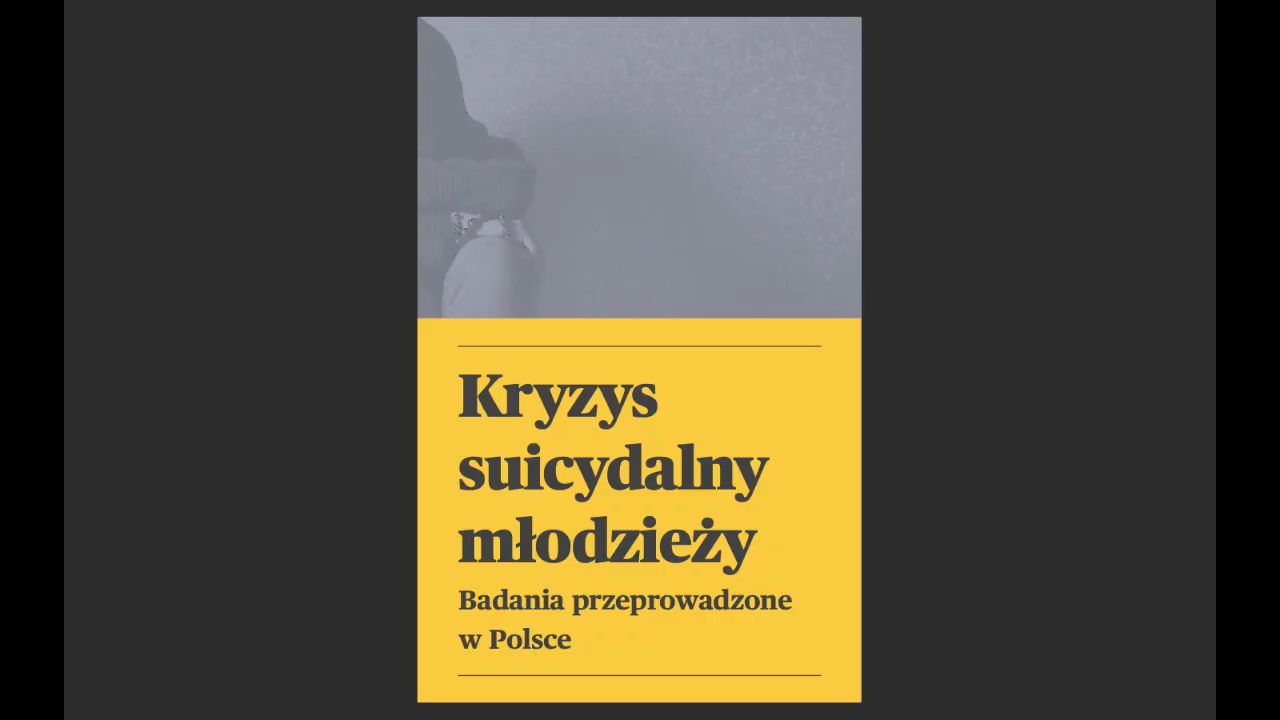 Kryzys
suicydalny
młodzieży
Badania przeprowadzone
w Polsce